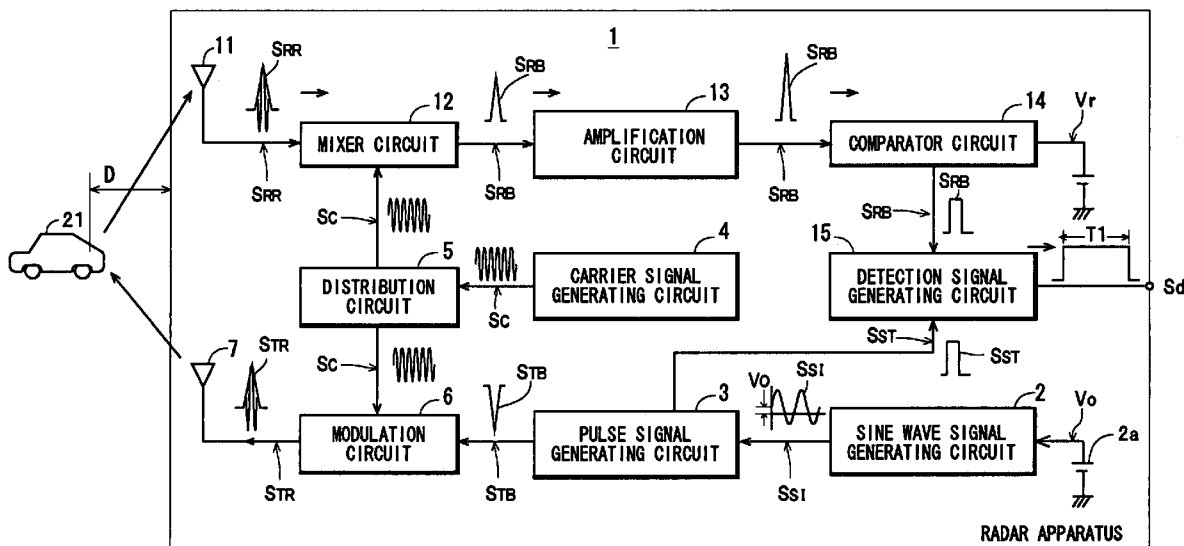 1
11
SRR
12
SRB
13
SRB
14
Vr
MIXER CIRCUIT
AMPLIFICATION
CIRCUIT
COMPARATOR CIRCUIT
D
SRR
SRB
SRB
SRB
SRB
21
SC
5
SC
4
15
T1
DISTRIBUTION
CIRCUIT
CARRIER SIGNAL
GENERATING CIRCUIT
DETECTION SIGNAL
GENERATING CIRCUIT
Sd
7
STR
SC
STB
SST
SST
6
3
VO
SSI
2
Vo
2a
MODULATION
CIRCUIT
PULSE SIGNAL
GENERATING CIRCUIT
SINE WAVE SIGNAL
GENERATING CIRCUIT
STR
STB
SSI
RADAR APPARATUS